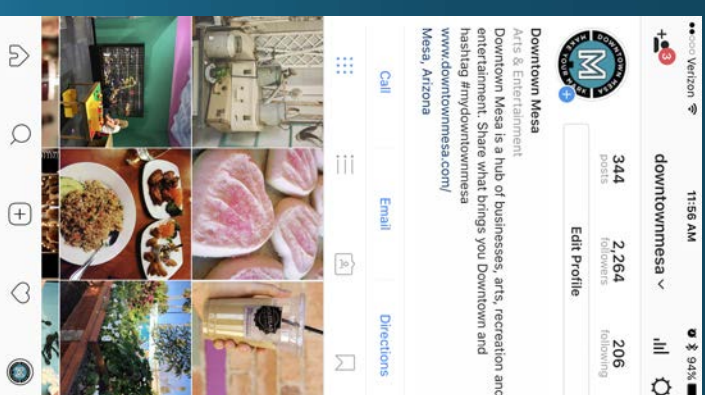 ●●○○○ Verizon 11:56 AM 94%
3 downtownmesa
344 2,264 206
posts followers following
Edit Profile
DOWNTOWN MESA
M
MAKE YOUR MARK
Downtown Mesa
Arts & Entertainment
Downtown Mesa is a hub of businesses, arts, recreation and
entertainment. Share what brings you Downtown and
hashtag #mydowntownmesa
www.downtownmesa.com/
Mesa, Arizona
Call Email Directions